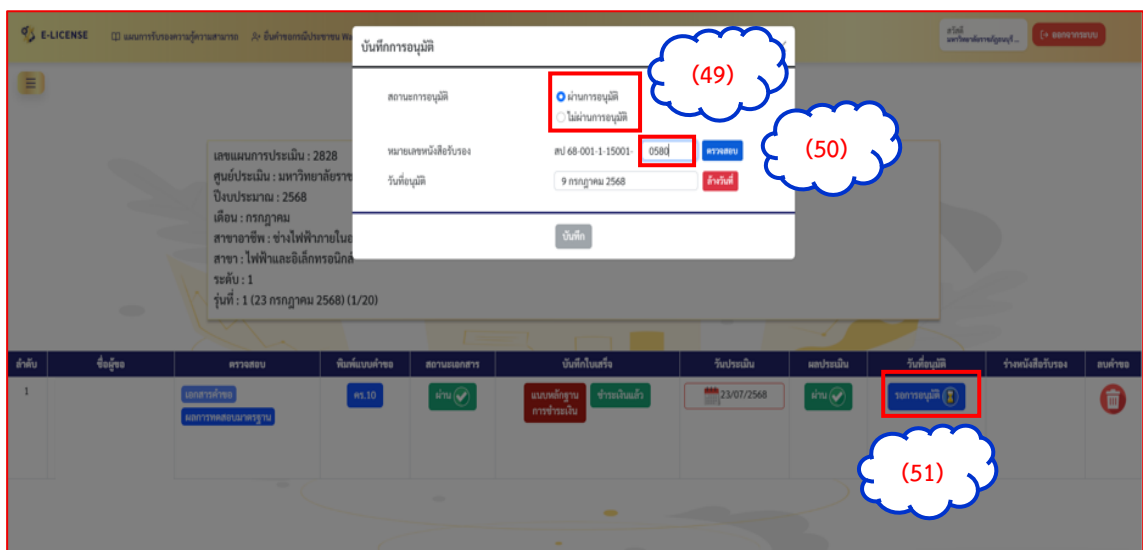 E-LICENSE
แผนการรับรองความรู้ความสามารถ
ยื่นคำขอกรณีประชาชน
สวัสดี
ออกจากระบบ
บันทึกการอนุมัติ
(49)
สถานะการอนุมัติ
ผ่านการอนุมัติ
ไม่ผ่านการอนุมัติ
(50)
หมายเลขหนังสือรับรอง
สป 68-001-1-15001-
0580
ตรวจสอบ
วันที่อนุมัติ
9 กรกฎาคม 2568
ล้างวันที่
บันทึก
เลขแผนการประเมิน : 2828
ศูนย์ประเมิน : มหาวิทยาลัยราช
ปีงบประมาณ : 2568
เดือน : กรกฎาคม
สาขาอาชีพ : ช่างไฟฟ้าภายในอ
สาขา : ไฟฟ้าและอิเล็กทรอนิกส์
ระดับ : 1
รุ่นที่ : 1 (23 กรกฎาคม 2568) (1/20)
ลำดับ ชื่อผู้ขอ ตรวจสอบ พิมพ์แบบคำขอ สถานะเอกสาร บันทึกใบเสร็จ วันประเมิน ผลประเมิน วันที่อนุมัติ ร่างหนังสือรับรอง ลบคำขอ
1 เอกสารคำขอ คร.10 ผ่าน แนบหลักฐาน ชำระเงินแล้ว 23/07/2568 ผ่าน รอการอนุมัติ
ผลการทดสอบมาตรฐาน การชำระเงิน
(51)